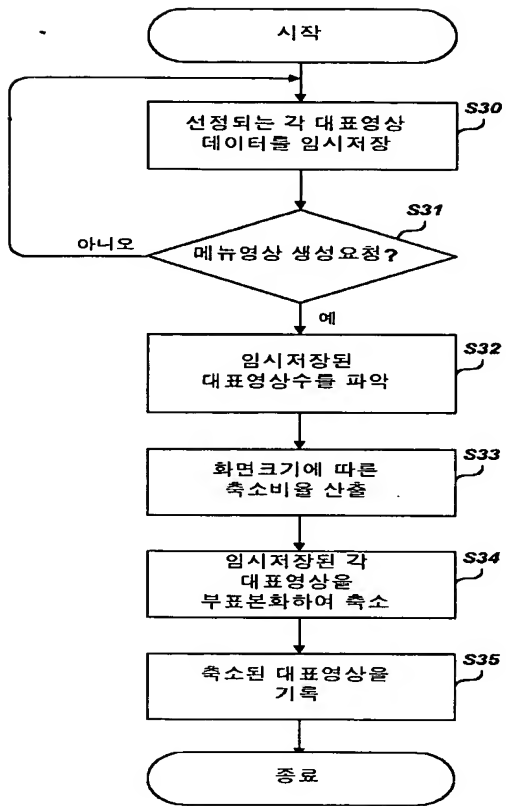 시작
S30
선정되는 각 대표영상
데이터를 임시저장
S31
아니오
메뉴영상 생성요청?
예
S32
임시저장된
대표영상수를 파악
S33
화면크기에 따른
축소비율 산출
S34
임시저장된 각
대표영상을
부표본화하여 축소
S35
축소된 대표영상을
기록
종료